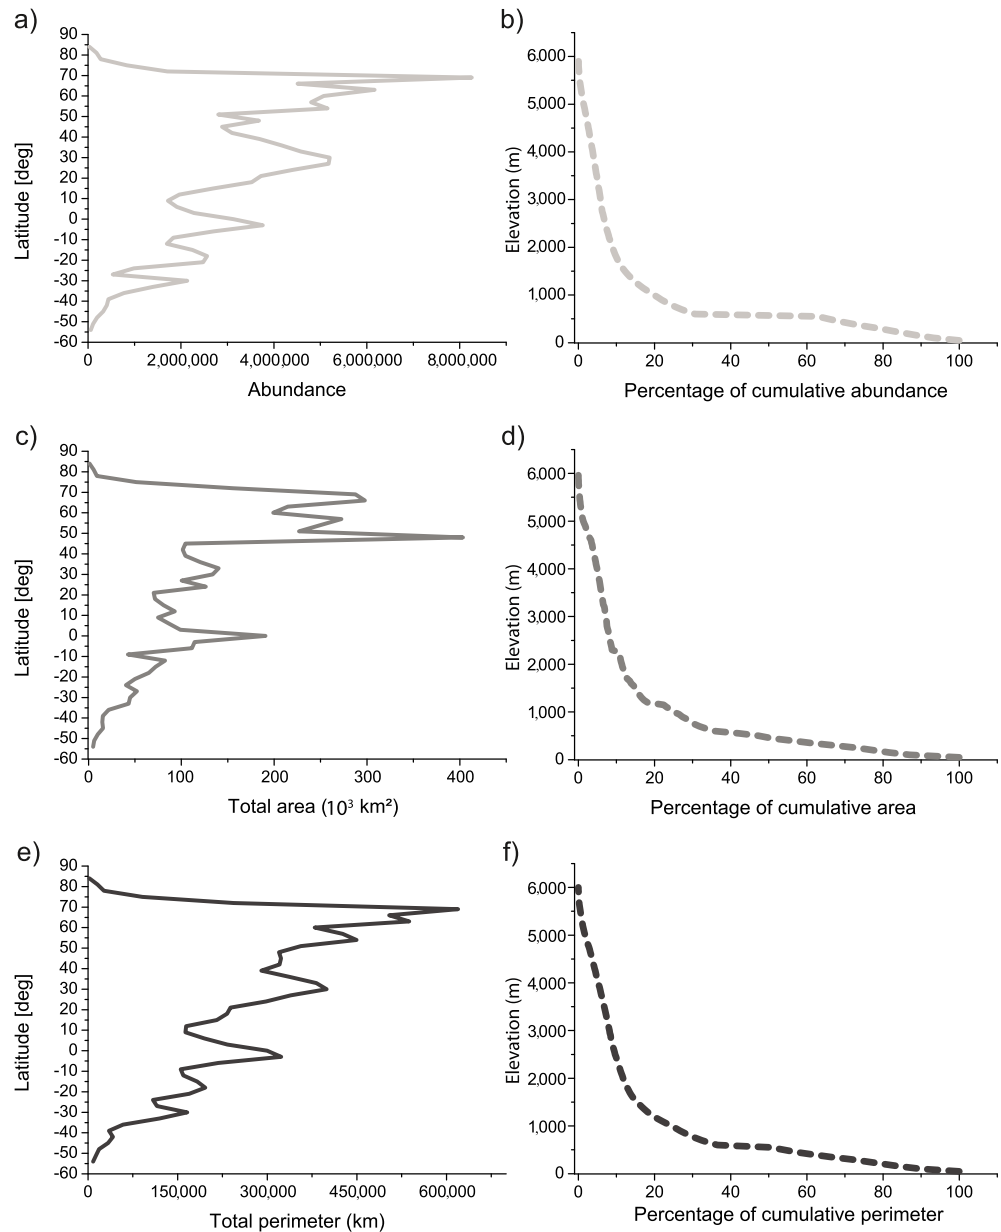 a)
90
80
70
60
50
40
30
20
10
0
-10
-20
-30
-40
-50
-60
Latitude [deg]
0 2,000,000 4,000,000 6,000,000 8,000,000
Abundance
b)
6,000
5,000
4,000
3,000
2,000
1,000
0
Elevation (m)
0 20 40 60 80 100
Percentage of cumulative abundance
c)
90
80
70
60
50
40
30
20
10
0
-10
-20
-30
-40
-50
-60
Latitude [deg]
0 100 200 300 400
Total area (10³ km²)
d)
6,000
5,000
4,000
3,000
2,000
1,000
0
Elevation (m)
0 20 40 60 80 100
Percentage of cumulative area
e)
90
80
70
60
50
40
30
20
10
0
-10
-20
-30
-40
-50
-60
Latitude [deg]
0 150,000 300,000 450,000 600,000
Total perimeter (km)
f)
6,000
5,000
4,000
3,000
2,000
1,000
0
Elevation (m)
0 20 40 60 80 100
Percentage of cumulative perimeter